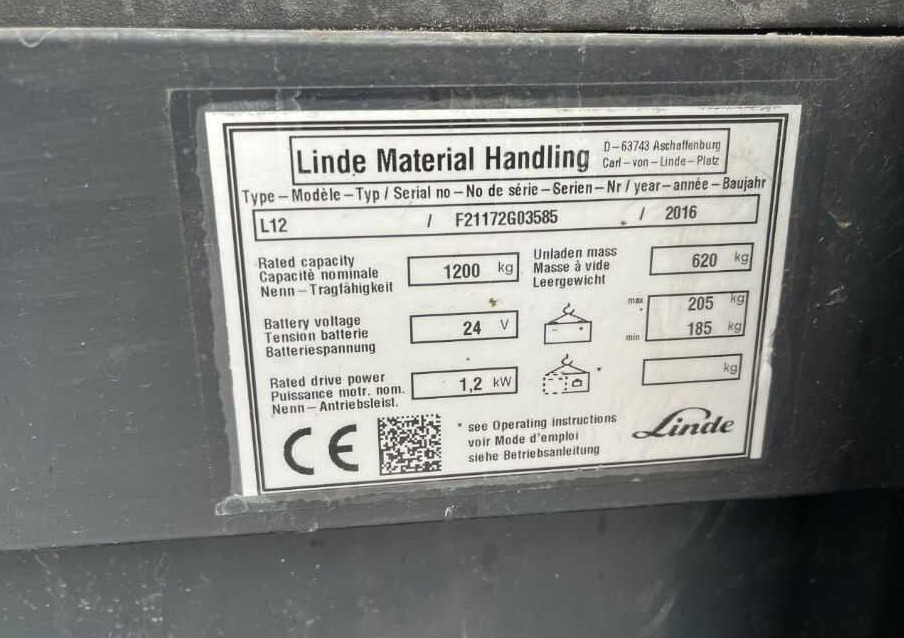 Linde Material Handling
D-63743 Aschaffenburg
Carl-von-Linde-Platz
Type-Modèle-Typ / Serial no-No de série-Serien-Nr / year-année-Baujahr
L12 / F21172G03585 / 2016
Rated capacity
Capacité nominale
Nenn-Tragfähigkeit
1200 kg
Unladen mass
Masse à vide
Leergewicht
620 kg
Battery voltage
Tension batterie
Batteriespannung
24 V
max
*
205 kg
min
185 kg
Rated drive power
Puissance motr. nom.
Nenn-Antriebsleist.
1,2 kW
*
kg
CE
* see Operating instructions
voir Mode d'emploi
siehe Betriebsanleitung
Linde